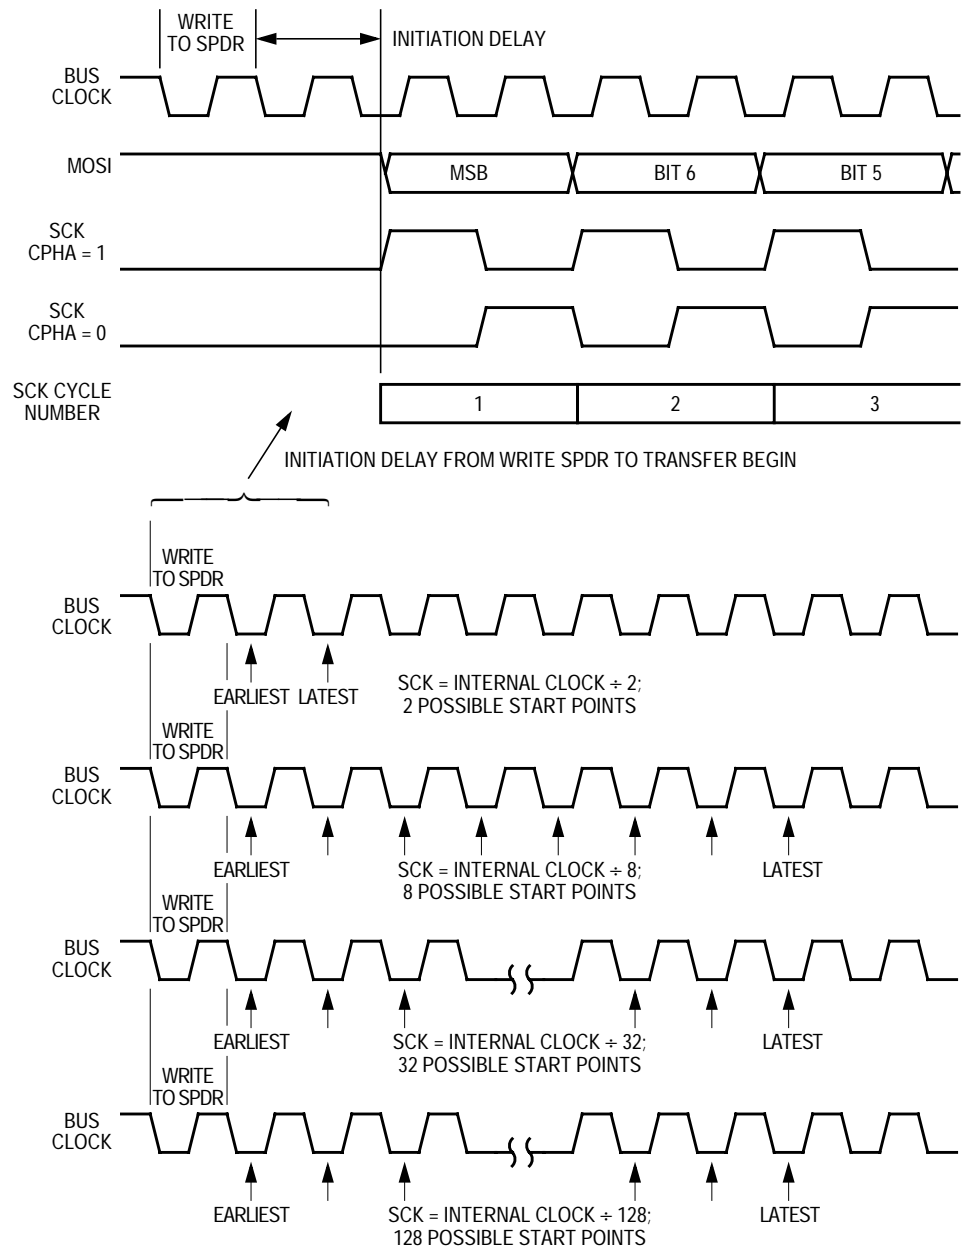 WRITE
TO SPDR
INITIATION DELAY
BUS
CLOCK
MOSI
MSB
BIT 6
BIT 5
SCK
CPHA = 1
SCK
CPHA = 0
SCK CYCLE
NUMBER
1
2
3
INITIATION DELAY FROM WRITE SPDR TO TRANSFER BEGIN
WRITE
TO SPDR
BUS
CLOCK
EARLIEST
LATEST
SCK = INTERNAL CLOCK ÷ 2;
2 POSSIBLE START POINTS
WRITE
TO SPDR
BUS
CLOCK
EARLIEST
SCK = INTERNAL CLOCK ÷ 8;
8 POSSIBLE START POINTS
LATEST
WRITE
TO SPDR
BUS
CLOCK
EARLIEST
SCK = INTERNAL CLOCK ÷ 32;
32 POSSIBLE START POINTS
LATEST
WRITE
TO SPDR
BUS
CLOCK
EARLIEST
SCK = INTERNAL CLOCK ÷ 128;
128 POSSIBLE START POINTS
LATEST